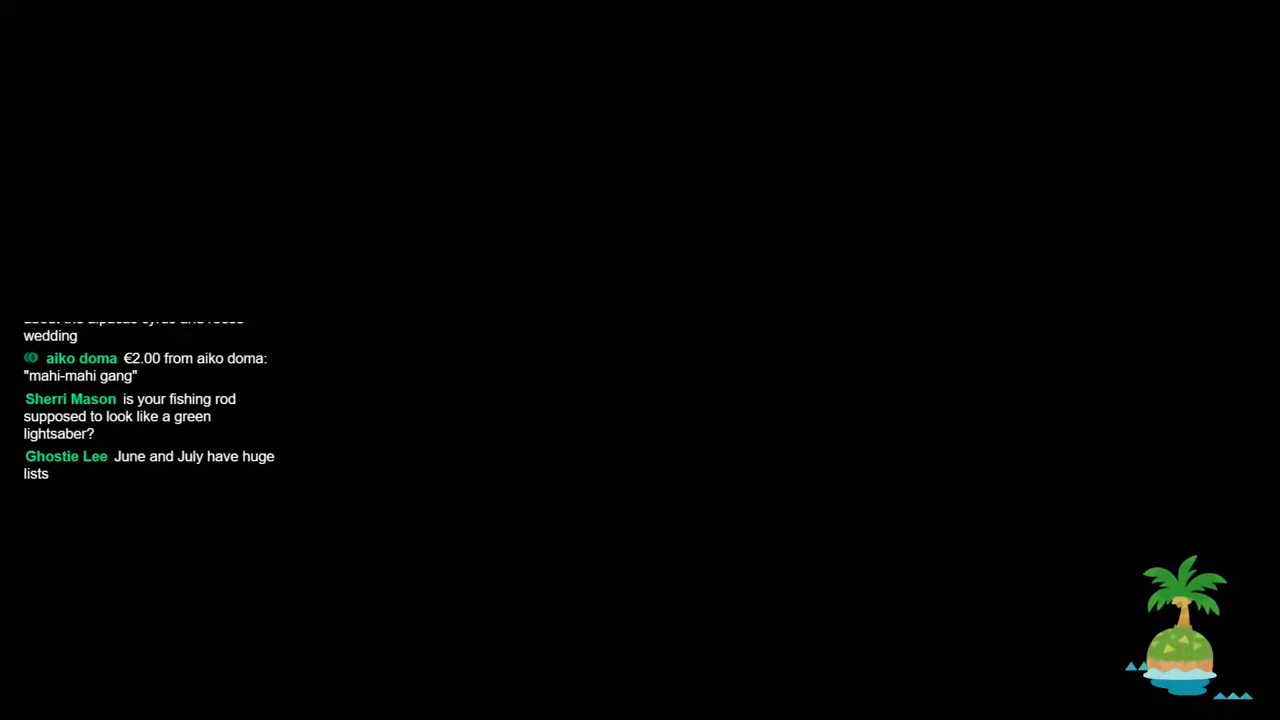 wedding
aiko doma €2.00 from aiko doma:
"mahi-mahi gang"
Sherri Mason is your fishing rod
supposed to look like a green
lightsaber?
Ghostie Lee June and July have huge
lists